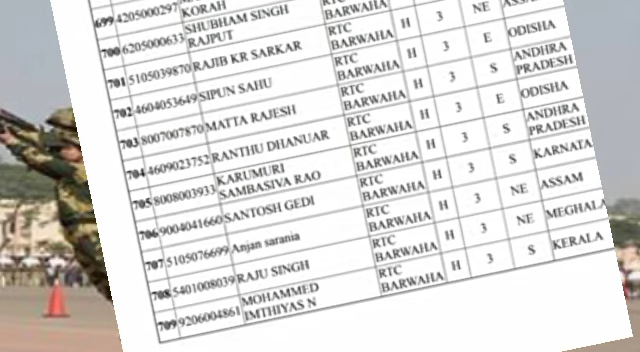 699 4205000297 KORAH
700 6205000633 SHUBHAM SINGH
RAJPUT BARWAHA
701 5105039870 RAJIB KR SARKAR RTC
BARWAHA H 3 NE
702 4604053649 SIPUN SAHU RTC
BARWAHA H 3 E ODISHA
703 8007007870 MATTA RAJESH RTC
BARWAHA H 3 S ANDHRA
PRADESH
704 4609023752 RANTHU DHANUAR RTC
BARWAHA H 3 E ODISHA
705 8008003933 KARUMURI
SAMBASIVA RAO RTC
BARWAHA H 3 S ANDHRA
PRADESH
706 9004041660 SANTOSH GEDI RTC
BARWAHA H 3 S KARNATA
707 5105076699 Anjan sarania RTC
BARWAHA H 3 NE ASSAM
708 5401008039 RAJU SINGH RTC
BARWAHA H 3 NE MEGHALA
709 9206004861 MOHAMMED
IMTHIYAS N RTC
BARWAHA H 3 S KERALA